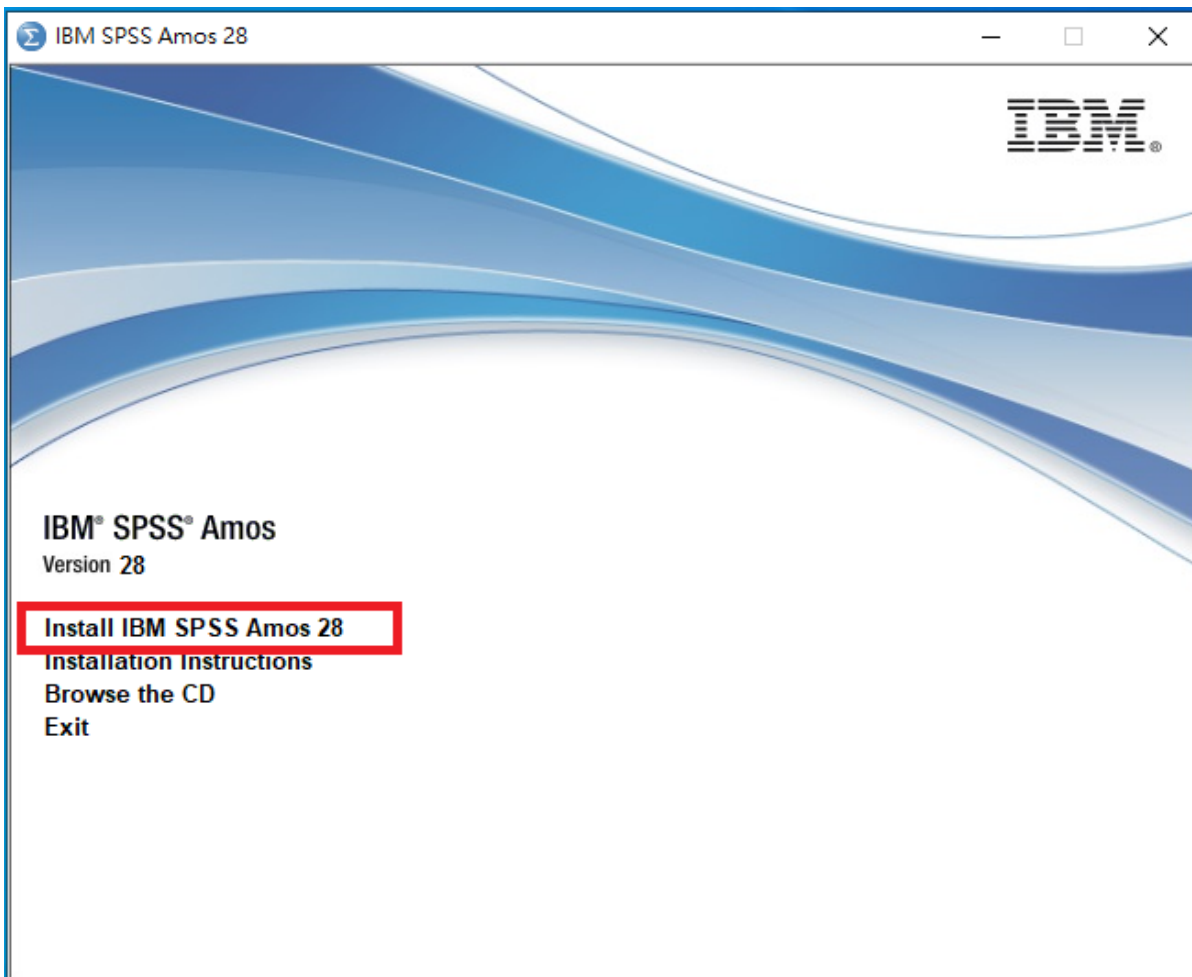 IBM SPSS Amos 28
IBM®
IBM® SPSS® Amos
Version 28
Install IBM SPSS Amos 28
Installation Instructions
Browse the CD
Exit